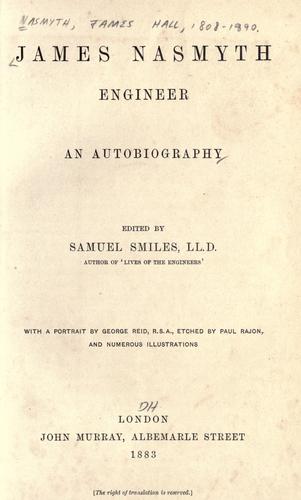 NASMYTH, JAMES HALL, 1808-1890.
JAMES NASMYTH
ENGINEER
AN AUTOBIOGRAPHY
EDITED BY
SAMUEL SMILES, LL.D.
AUTHOR OF 'LIVES OF THE ENGINEERS'
WITH A PORTRAIT BY GEORGE REID, R.S.A., ETCHED BY PAUL RAJON,
AND NUMEROUS ILLUSTRATIONS
DH
LONDON
JOHN MURRAY, ALBEMARLE STREET
1883
[The right of translation is reserved.]